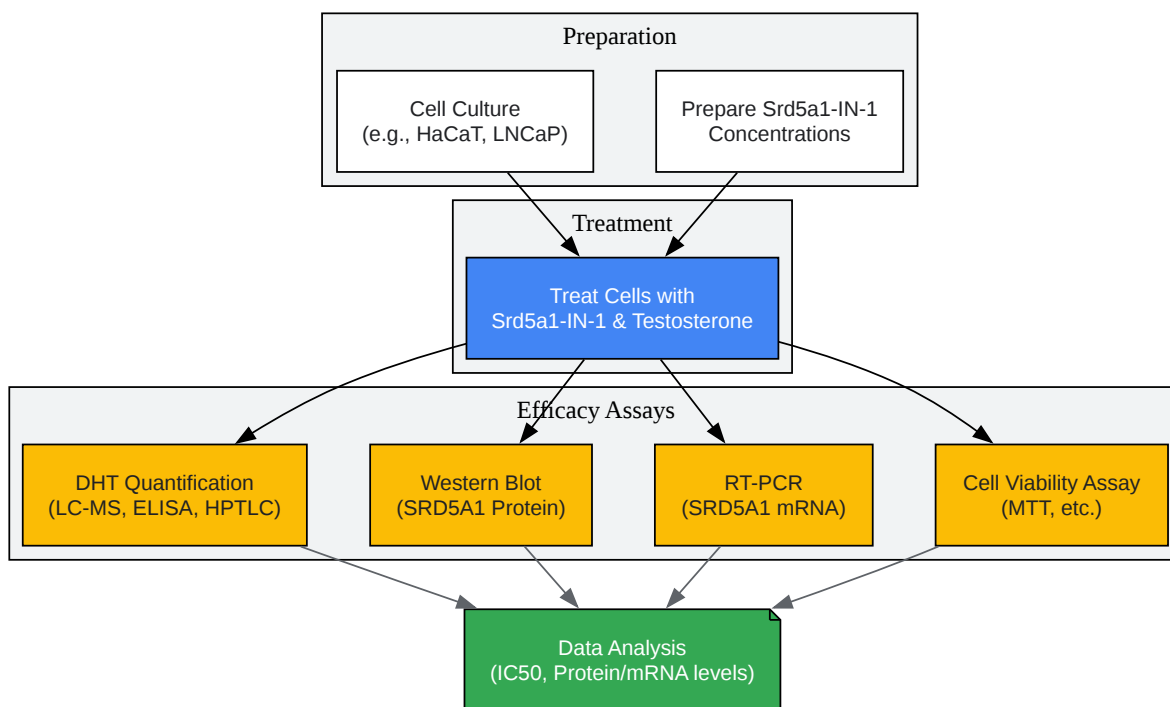 Preparation
Cell Culture
(e.g., HaCaT, LNCaP)
Prepare Srd5a1-IN-1
Concentrations
Treatment
Treat Cells with
Srd5a1-IN-1 & Testosterone
Efficacy Assays
DHT Quantification
(LC-MS, ELISA, HPTLC)
Western Blot
(SRD5A1 Protein)
RT-PCR
(SRD5A1 mRNA)
Cell Viability Assay
(MTT, etc.)
Data Analysis
(IC50, Protein/mRNA levels)